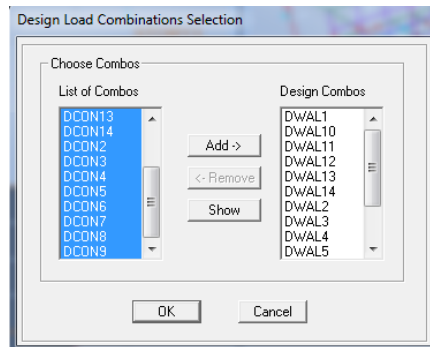 Design Load Combinations Selection
Choose Combos
List of Combos
DCON13
DCON14
DCON2
DCON3
DCON4
DCON5
DCON6
DCON7
DCON8
DCON9
Add ->
<- Remove
Show
Design Combos
DWAL1
DWAL10
DWAL11
DWAL12
DWAL13
DWAL14
DWAL2
DWAL3
DWAL4
DWAL5
OK
Cancel